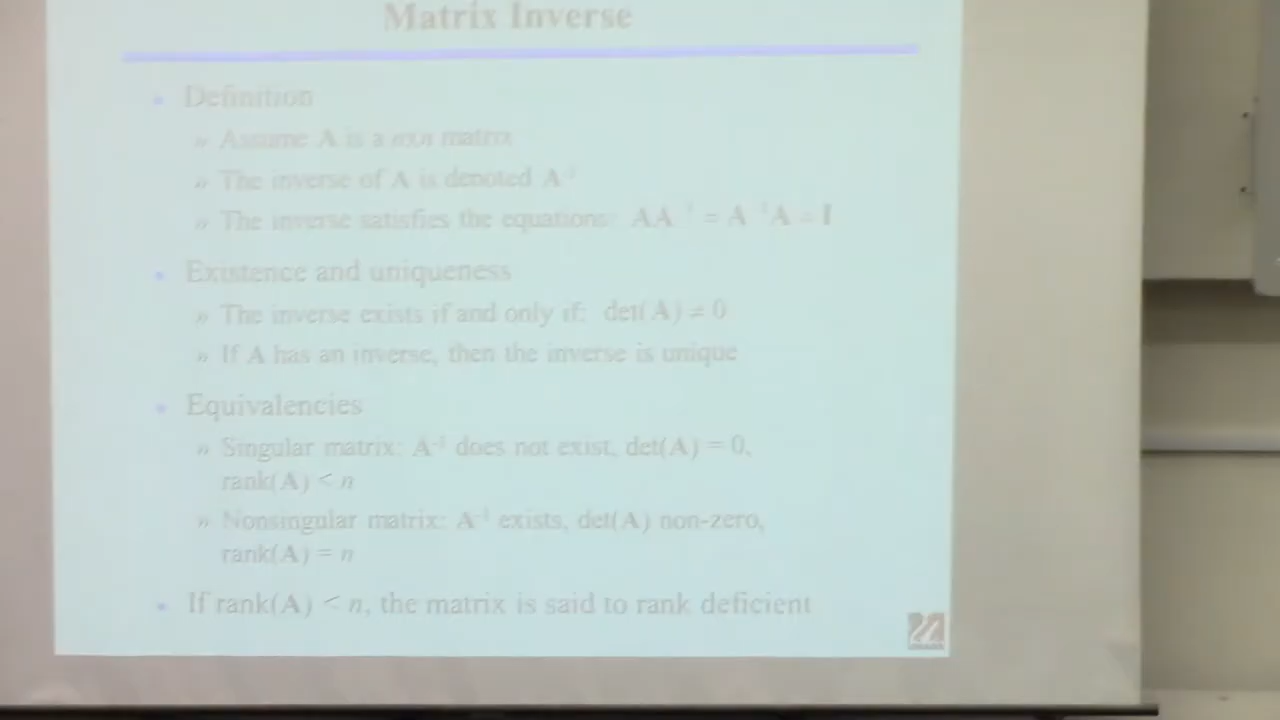 Matrix Inverse
• Definition
» Assume A is a nxn matrix
» The inverse of A is denoted A⁻¹
» The inverse satisfies the equations: AA⁻¹ = A⁻¹A = I
• Existence and uniqueness
» The inverse exists if and only if: det(A) ≠ 0
» If A has an inverse, then the inverse is unique
• Equivalencies
» Singular matrix: A⁻¹ does not exist, det(A) = 0,
rank(A) < n
» Nonsingular matrix: A⁻¹ exists, det(A) non-zero,
rank(A) = n
• If rank(A) < n, the matrix is said to rank deficient